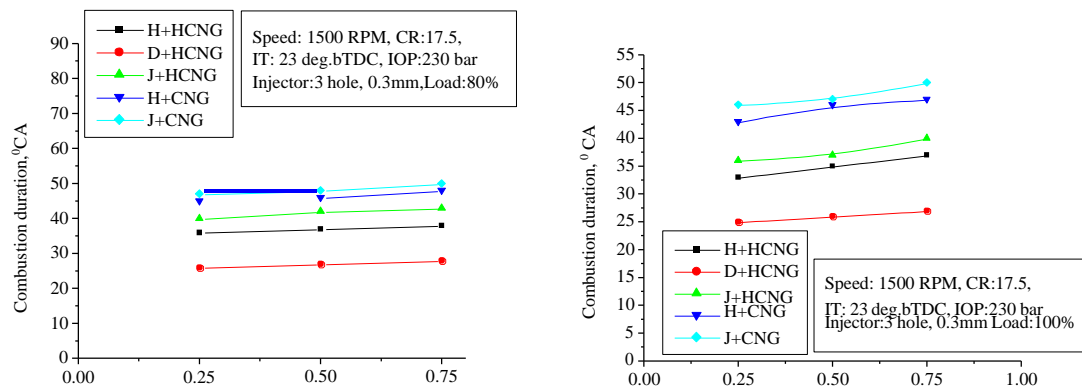 H+HCNG
D+HCNG
J+HCNG
H+CNG
J+CNG
Speed: 1500 RPM, CR:17.5,
IT: 23 deg.bTDC, IOP:230 bar
Injector:3 hole, 0.3mm,Load:80%
Combustion duration,⁰CA
90
80
70
60
50
40
30
20
10
0
0.00
0.25
0.50
0.75
Combustion duration, ⁰ CA
55
50
45
40
35
30
25
20
15
10
5
0
H+HCNG
D+HCNG
J+HCNG
H+CNG
J+CNG
Speed: 1500 RPM, CR:17.5,
IT: 23 deg.bTDC, IOP:230 bar
Injector:3 hole, 0.3mm Load:100%
0.00
0.25
0.50
0.75
1.00